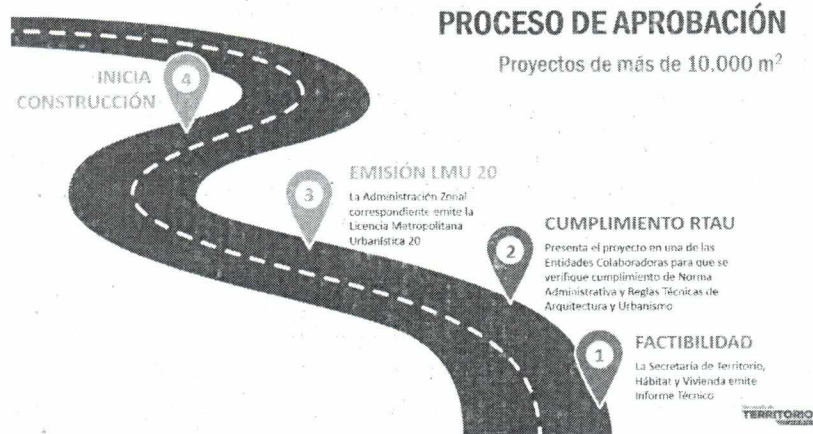 PROCESO DE APROBACIÓN
Proyectos de más de 10.000 m²
4
INICIA
CONSTRUCCIÓN
3
EMISIÓN LMU 20
La Administración Zonal
correspondiente emite la
Licencia Metropolitana
Urbanística 20
2
CUMPLIMIENTO RTAU
Presenta el proyecto en una de las
Entidades Colaboradoras para que se
verifique cumplimiento de Norma
Administrativa y Reglas Técnicas de
Arquitectura y Urbanismo
1
FACTIBILIDAD
La Secretaría de Territorio,
Hábitat y Vivienda emite
Informe Técnico
TERRITORIO